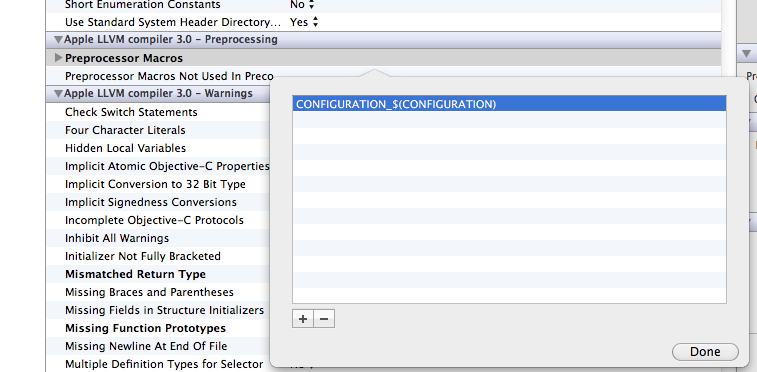 Short Enumeration Constants No
Use Standard System Header Directory... Yes
Apple LLVM compiler 3.0 - Preprocessing
Preprocessor Macros
Preprocessor Macros Not Used In Preco
Apple LLVM compiler 3.0 - Warnings
CONFIGURATION_$(CONFIGURATION)
Check Switch Statements
Four Character Literals
Hidden Local Variables
Implicit Atomic Objective-C Properties
Implicit Conversion to 32 Bit Type
Implicit Signedness Conversions
Incomplete Objective-C Protocols
Inhibit All Warnings
Initializer Not Fully Bracketed
Mismatched Return Type
Missing Braces and Parentheses
Missing Fields in Structure Initializers
Missing Function Prototypes
Missing Newline At End Of File
Multiple Definition Types for Selector
+ −
Done